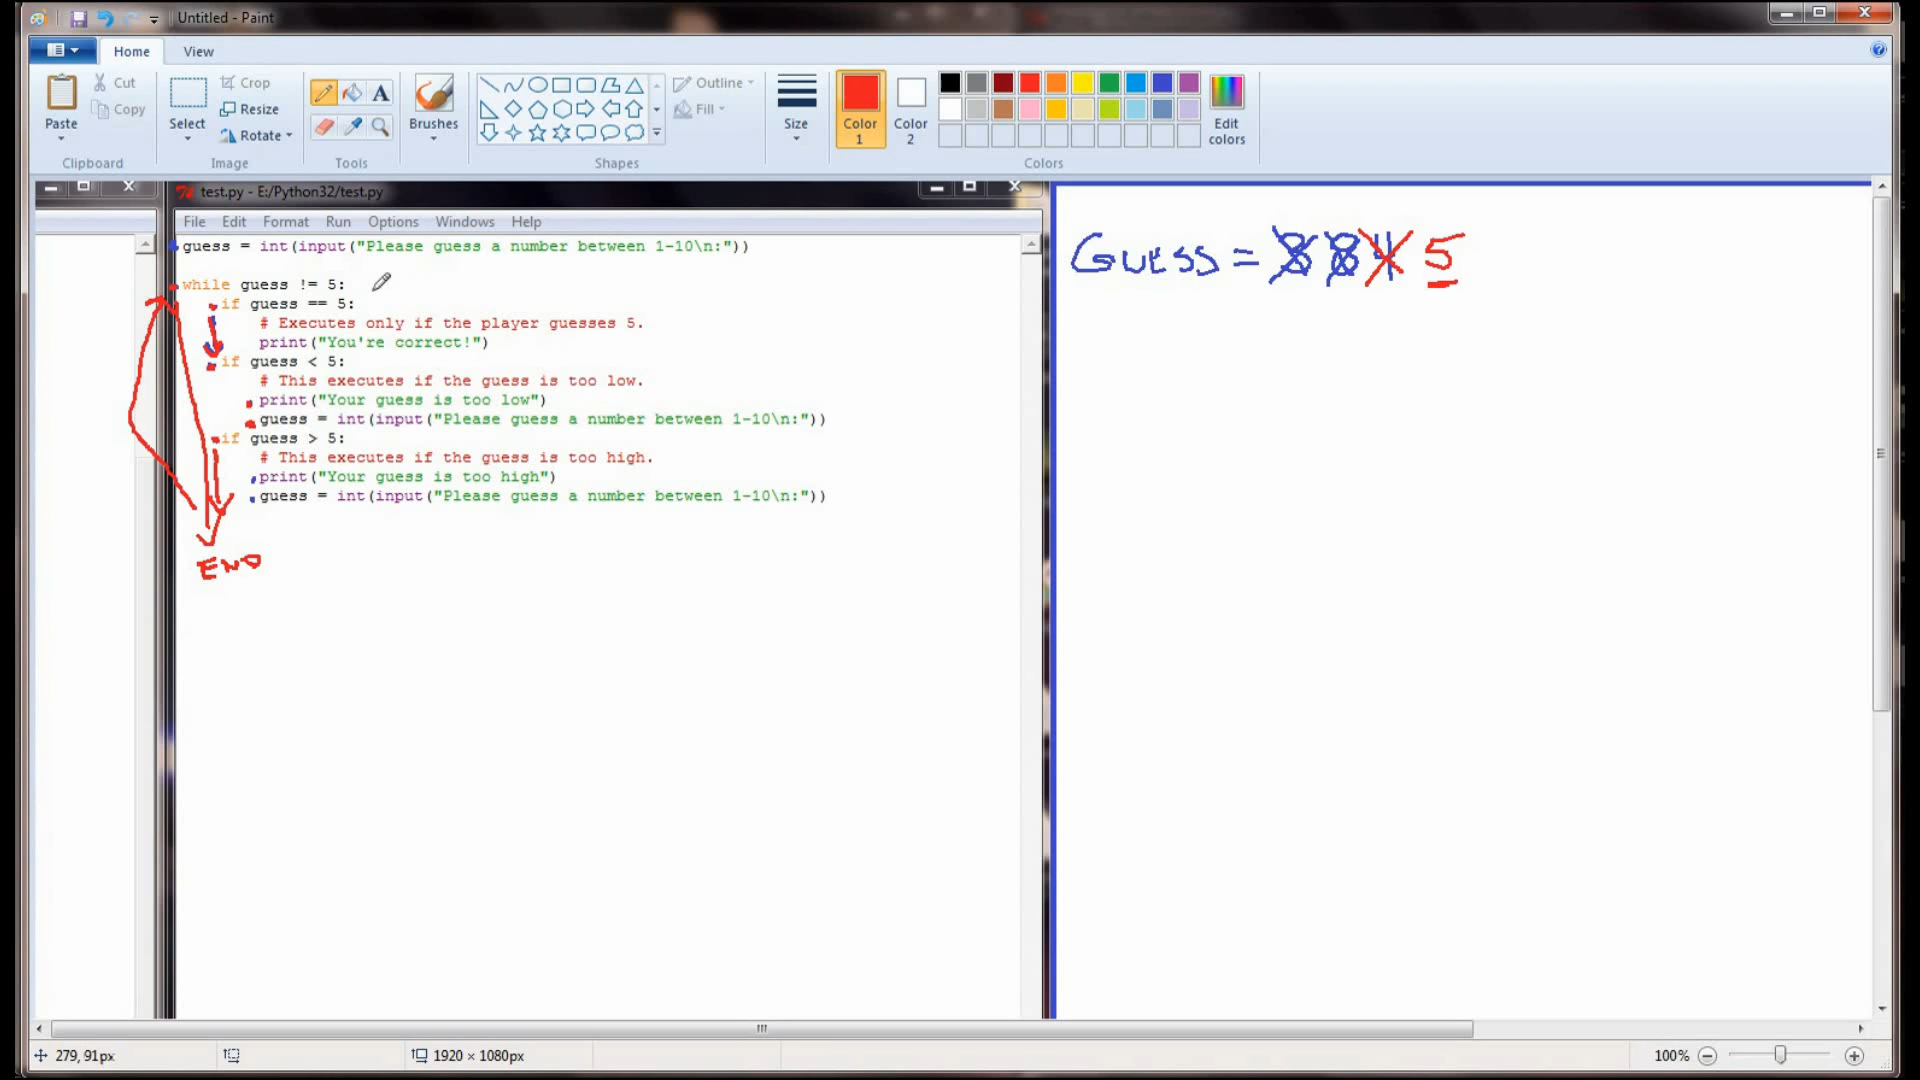 Untitled - Paint
Home View
Paste Cut Copy Select Crop Resize Rotate Brushes Outline Fill Size Color 1 Color 2 Edit colors
Clipboard Image Tools Shapes Colors
test.py - E:/Python32/test.py
File Edit Format Run Options Windows Help
guess = int(input("Please guess a number between 1-10\n:"))
while guess != 5:
if guess == 5:
# Executes only if the player guesses 5.
print("You're correct!")
if guess < 5:
# This executes if the guess is too low.
print("Your guess is too low")
guess = int(input("Please guess a number between 1-10\n:"))
if guess > 5:
# This executes if the guess is too high.
print("Your guess is too high")
guess = int(input("Please guess a number between 1-10\n:"))
END
GUESS = 8 8 4 5
279, 91px 1920 × 1080px 100%